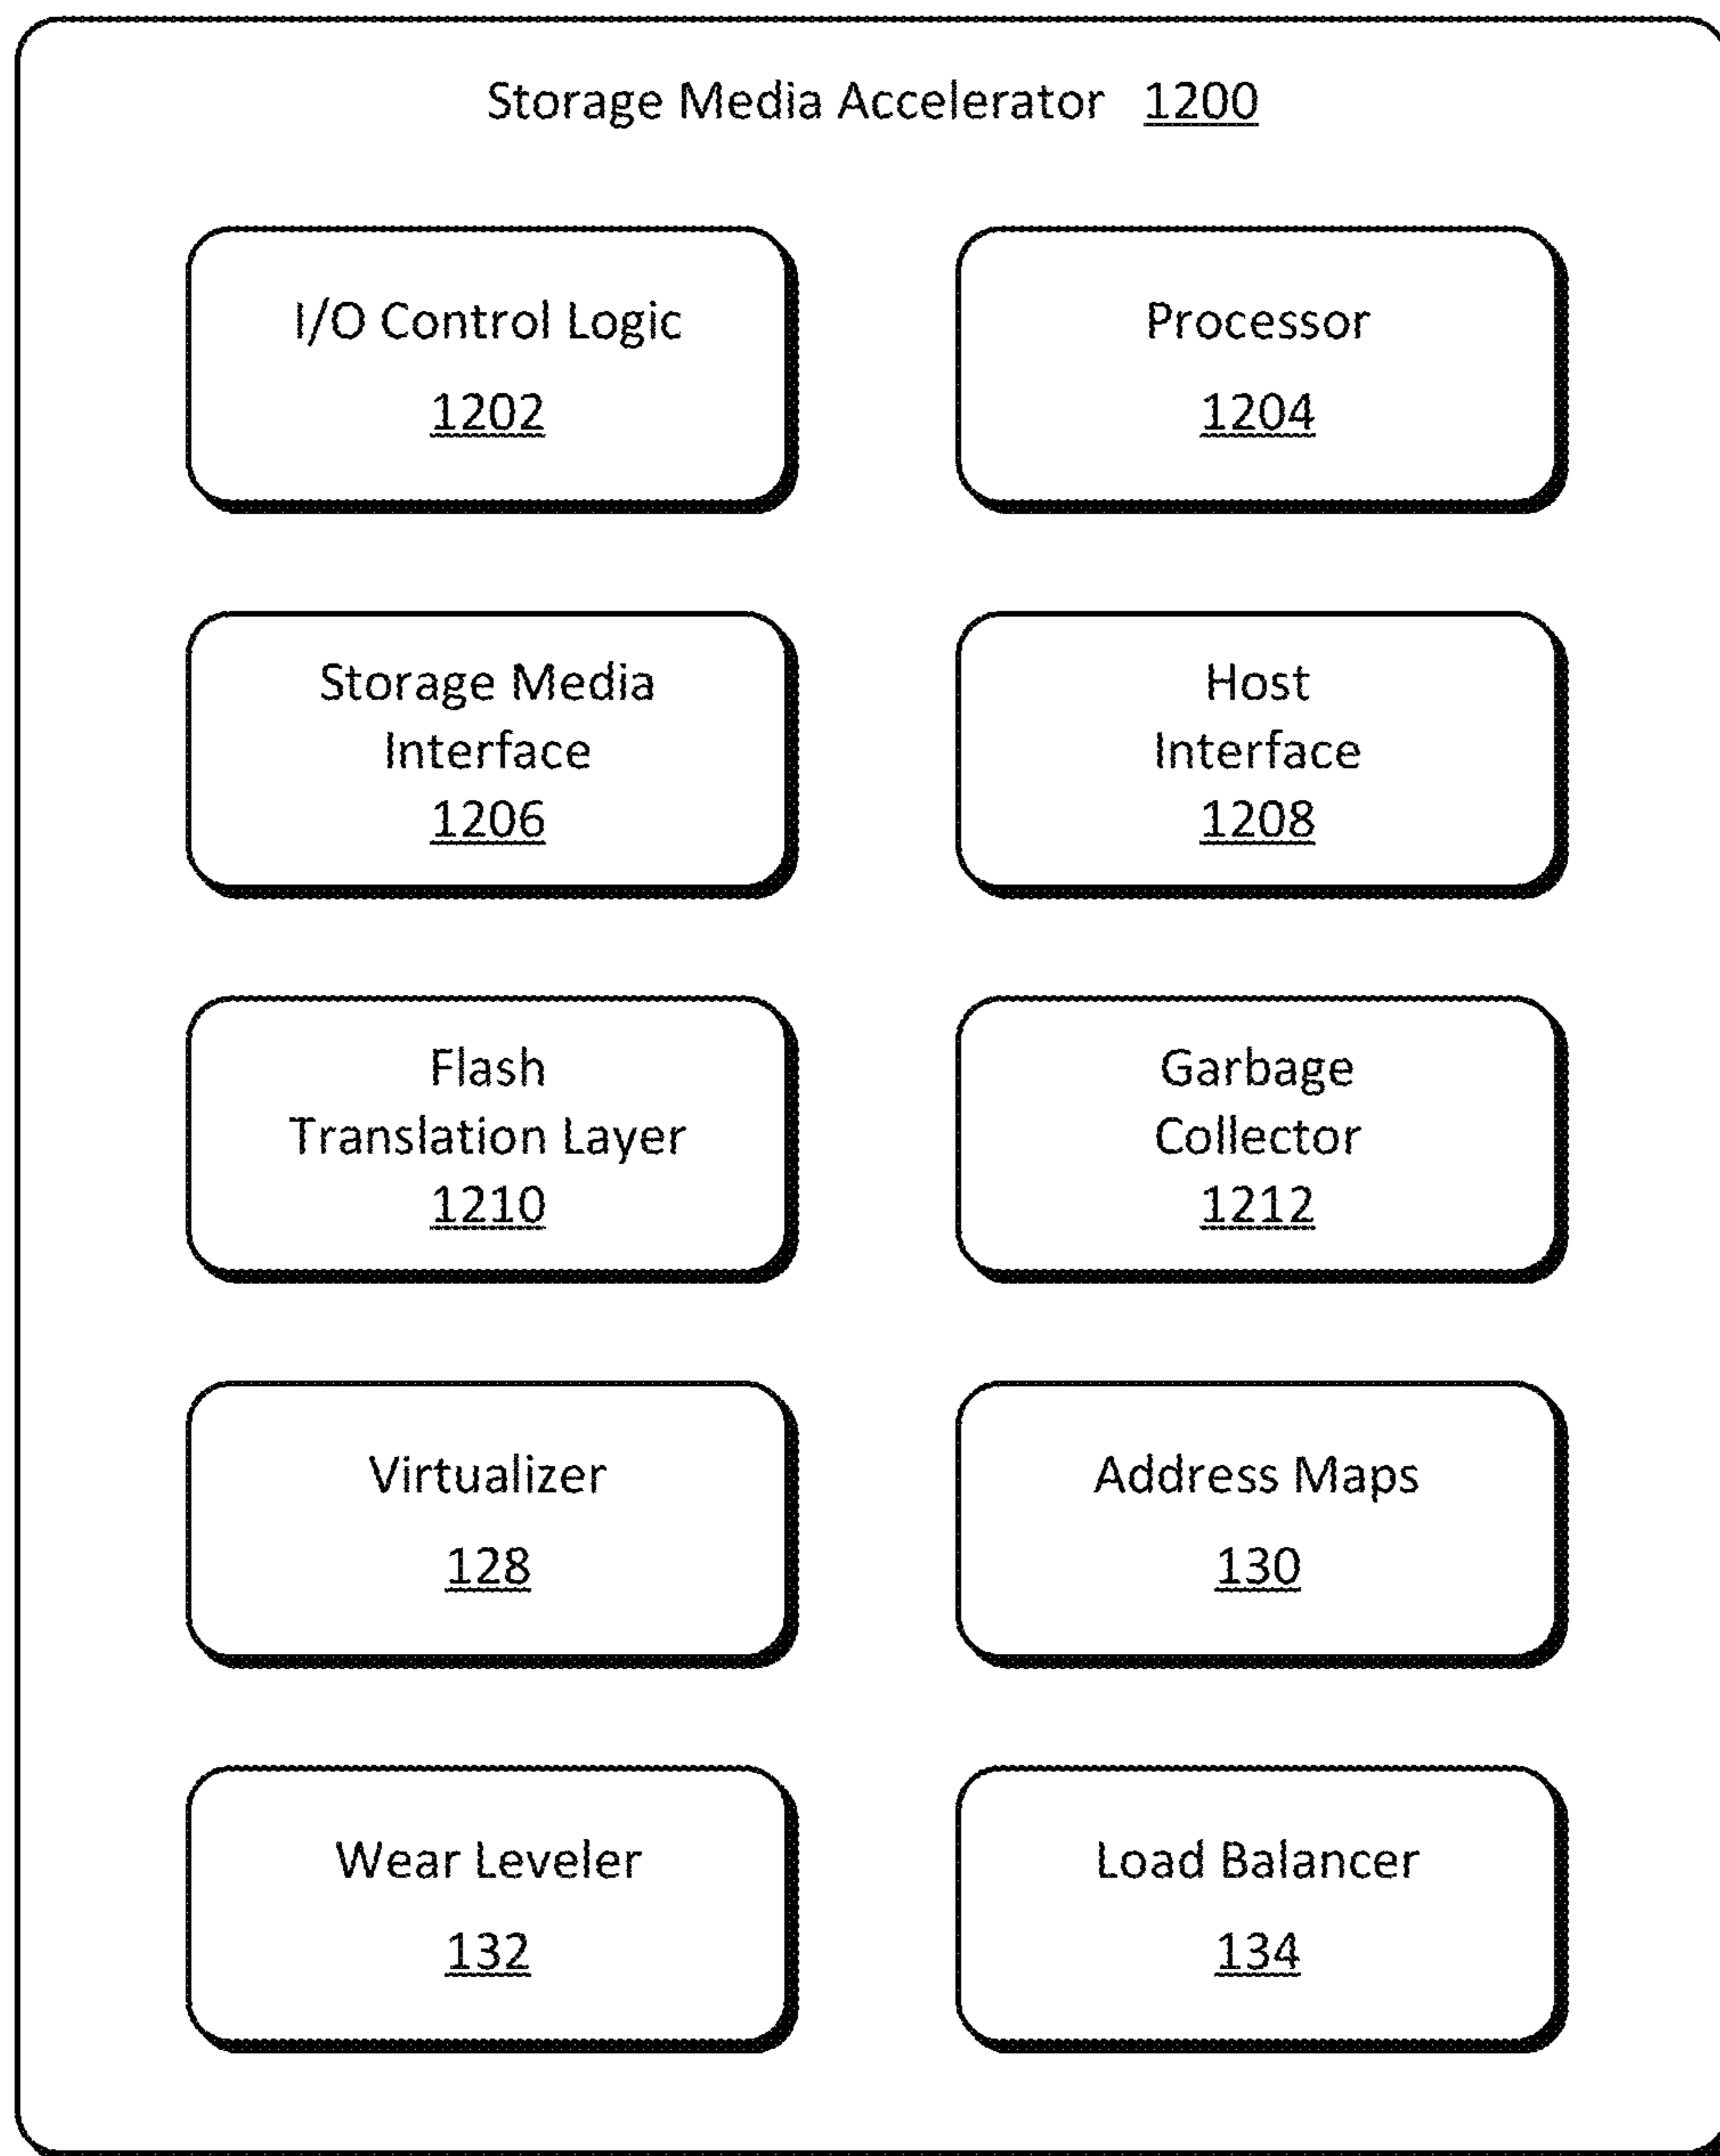 Storage Media Accelerator 1200
I/O Control Logic
1202
Processor
1204
Storage Media
Interface
1206
Host
Interface
1208
Flash
Translation Layer
1210
Garbage
Collector
1212
Virtualizer
128
Address Maps
130
Wear Leveler
132
Load Balancer
134